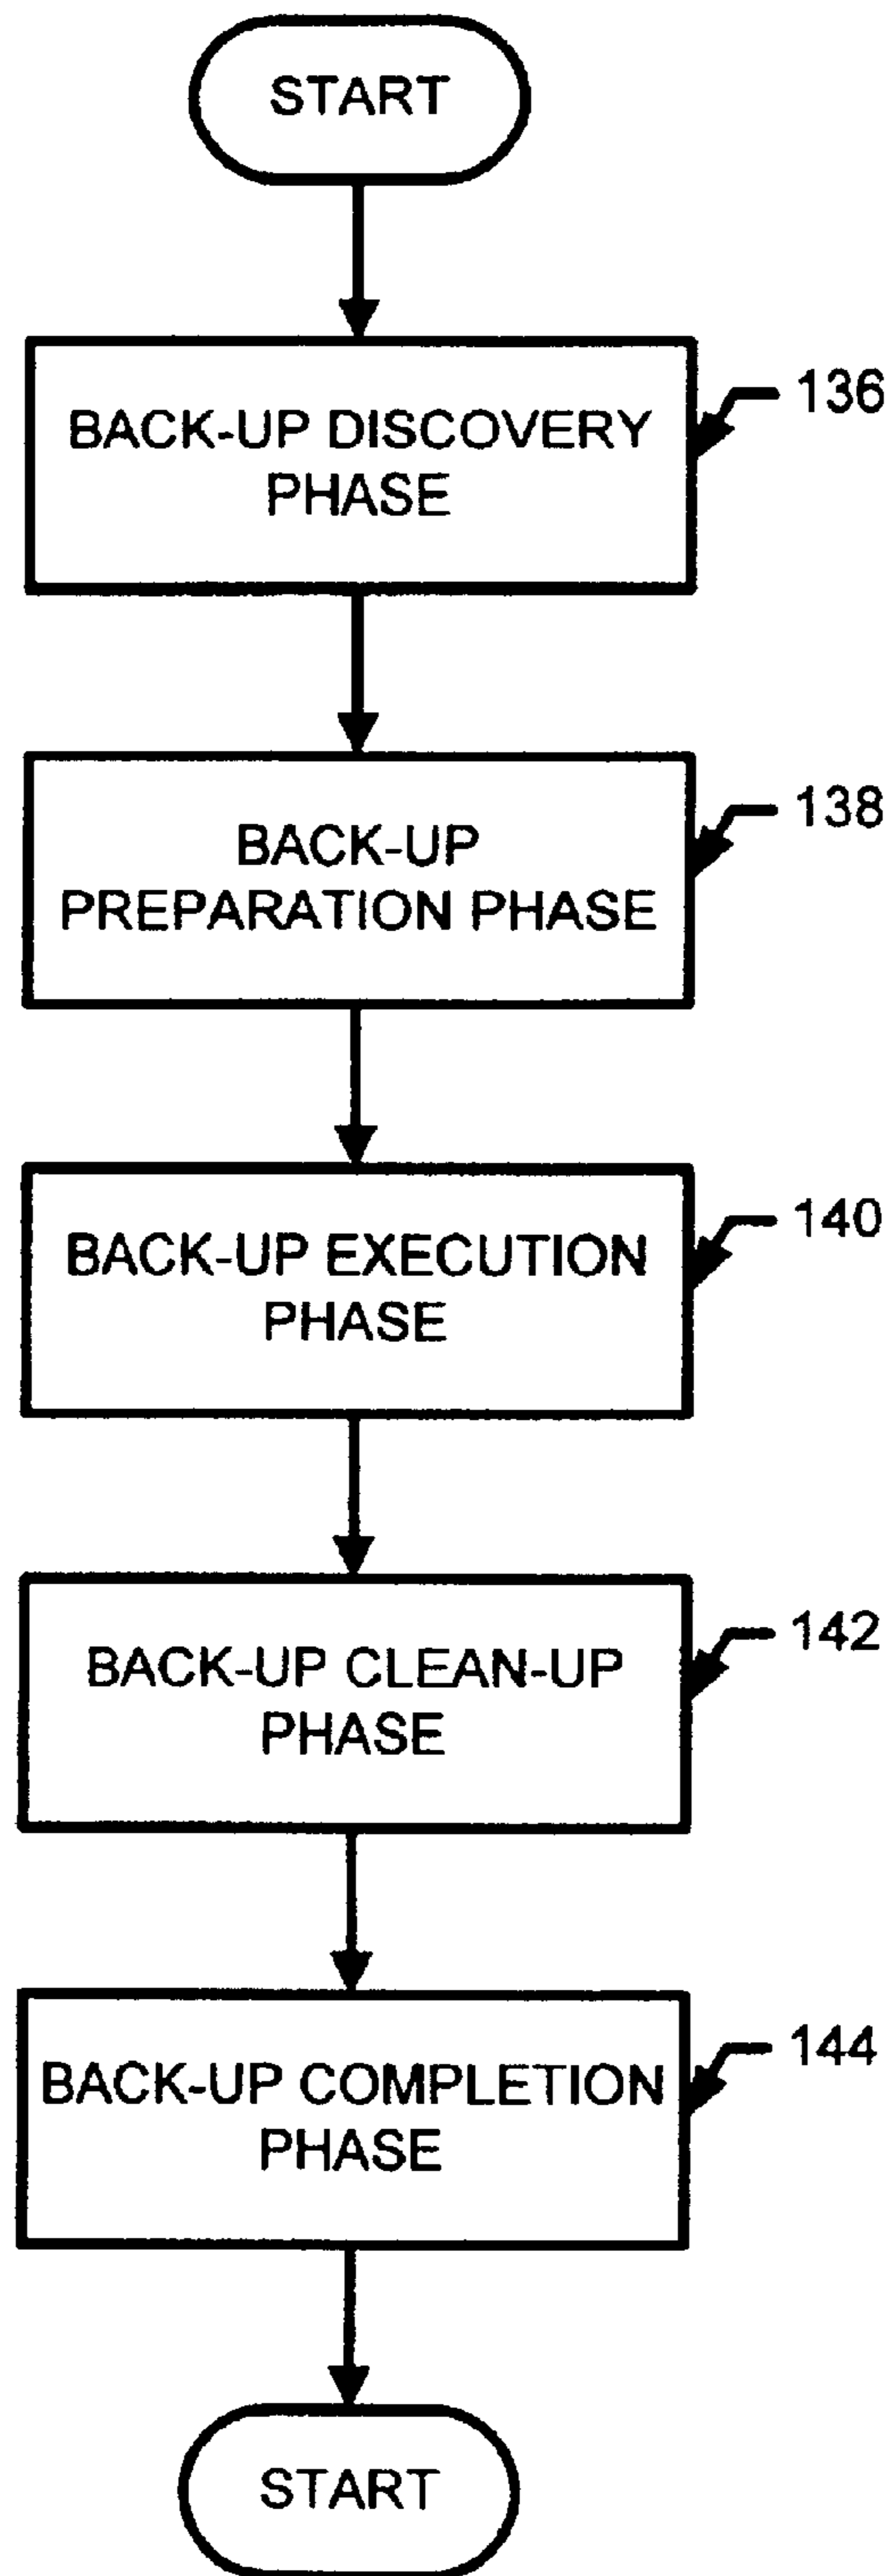 START
BACK-UP DISCOVERY
PHASE
136
BACK-UP
PREPARATION PHASE
138
BACK-UP EXECUTION
PHASE
140
BACK-UP CLEAN-UP
PHASE
142
BACK-UP COMPLETION
PHASE
144
START